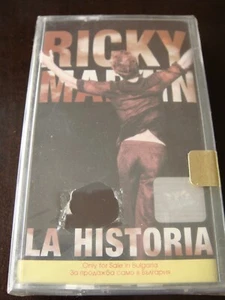 RICKY
MARTIN
LA HISTORIA
Only for Sale in Bulgaria
За продажба само в България